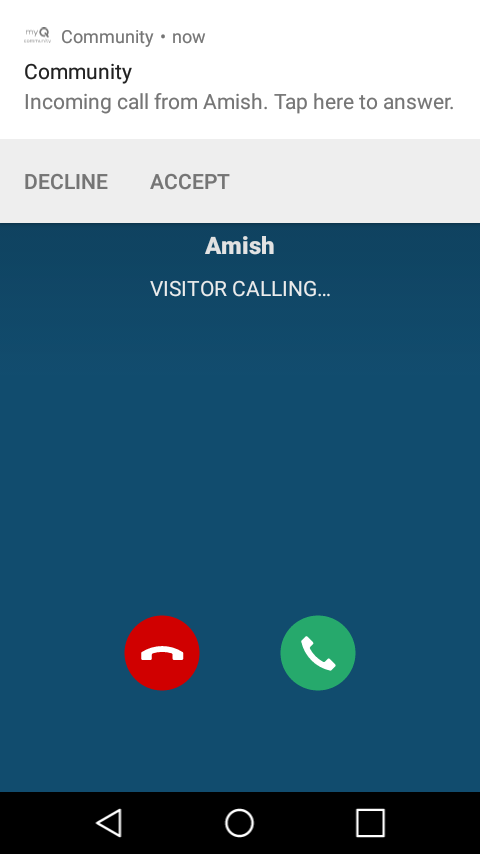 myQ
community
Community • now
Community
Incoming call from Amish. Tap here to answer.
DECLINE ACCEPT
Amish
VISITOR CALLING...